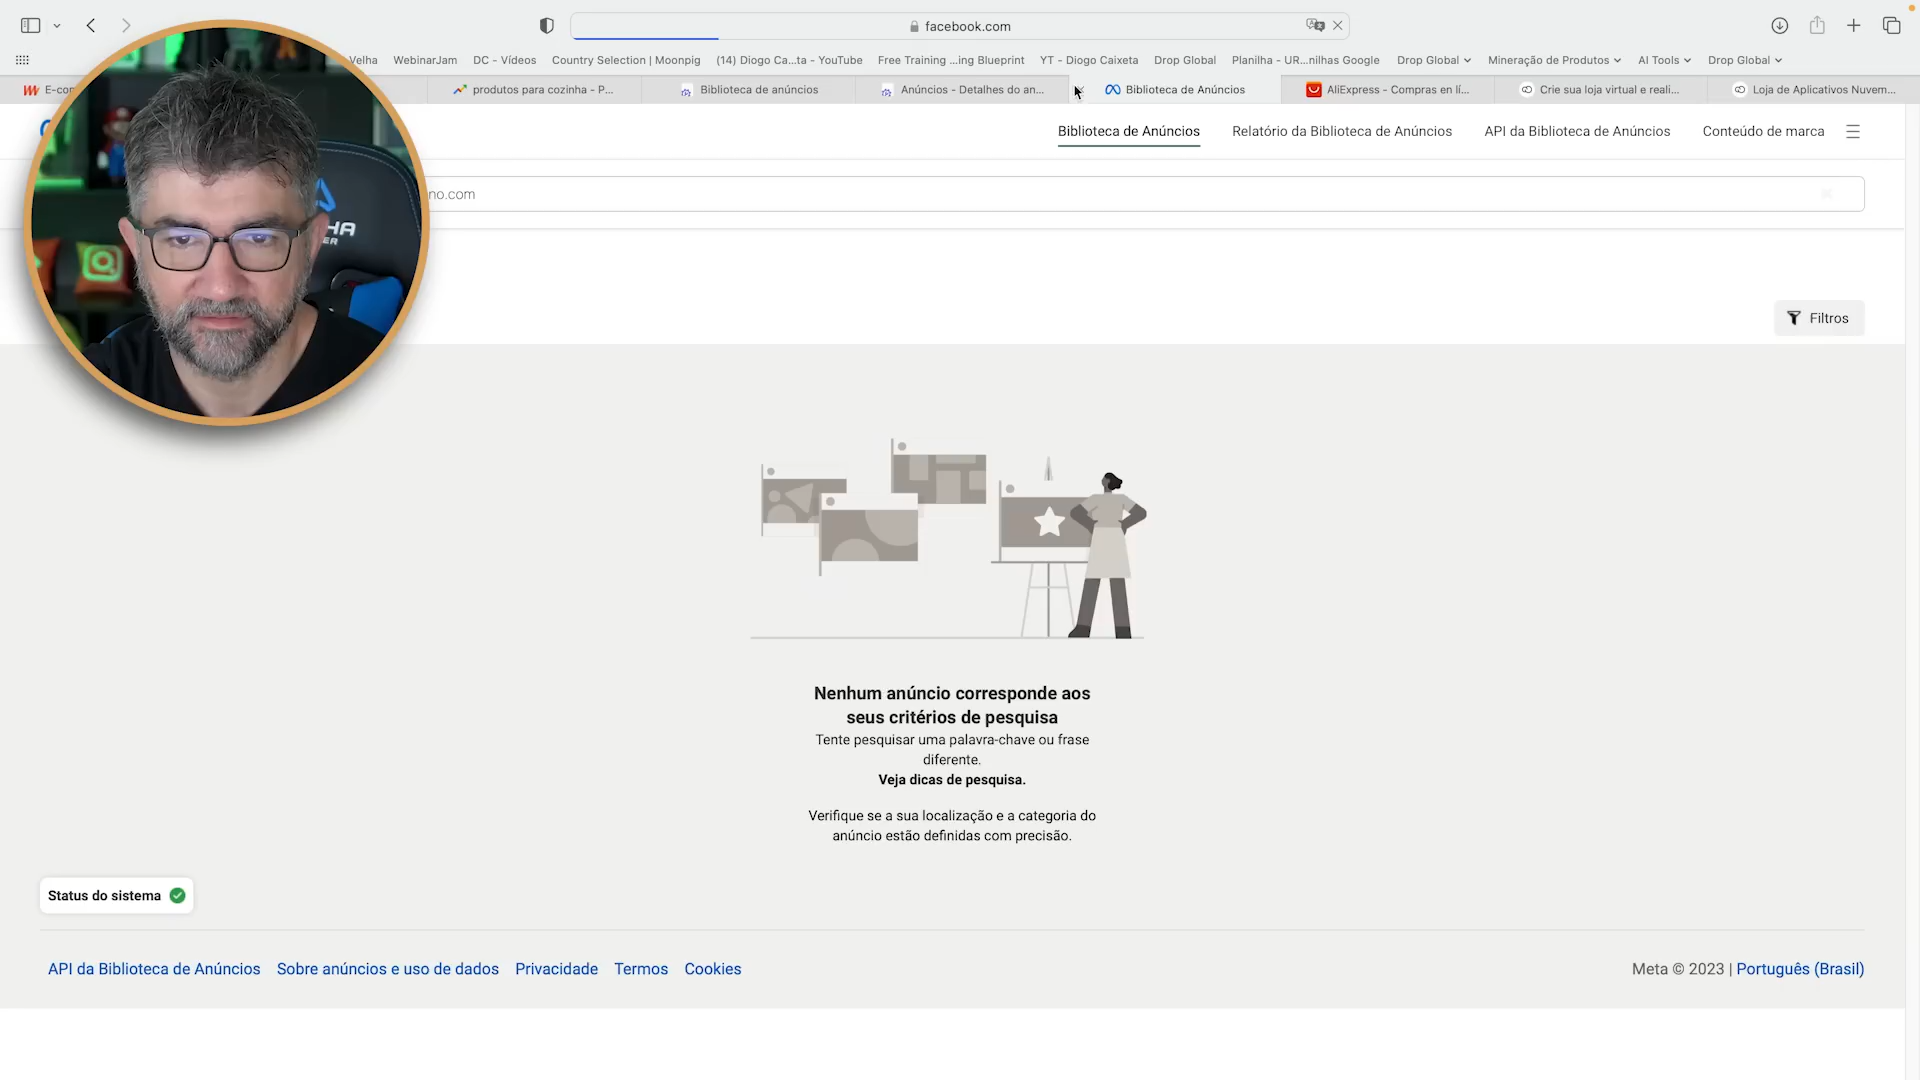 facebook.com
Velha WebinarJam DC - Vídeos Country Selection | Moonpig (14) Diogo Ca...ta - YouTube Free Training ...ing Blueprint YT - Diogo Caixeta Drop Global Planilha - UR...nilhas Google Drop Global Mineração de Produtos AI Tools Drop Global
E-con produtos para cozinha - P... Biblioteca de anúncios Anúncios - Detalhes do an... Biblioteca de Anúncios AliExpress - Compras en lí... Crie sua loja virtual e reali... Loja de Aplicativos Nuvem...
Biblioteca de Anúncios Relatório da Biblioteca de Anúncios API da Biblioteca de Anúncios Conteúdo de marca
no.com
Filtros
Nenhum anúncio corresponde aos
seus critérios de pesquisa
Tente pesquisar uma palavra-chave ou frase
diferente.
Veja dicas de pesquisa.
Verifique se a sua localização e a categoria do
anúncio estão definidas com precisão.
Status do sistema
API da Biblioteca de Anúncios Sobre anúncios e uso de dados Privacidade Termos Cookies
Meta © 2023 | Português (Brasil)